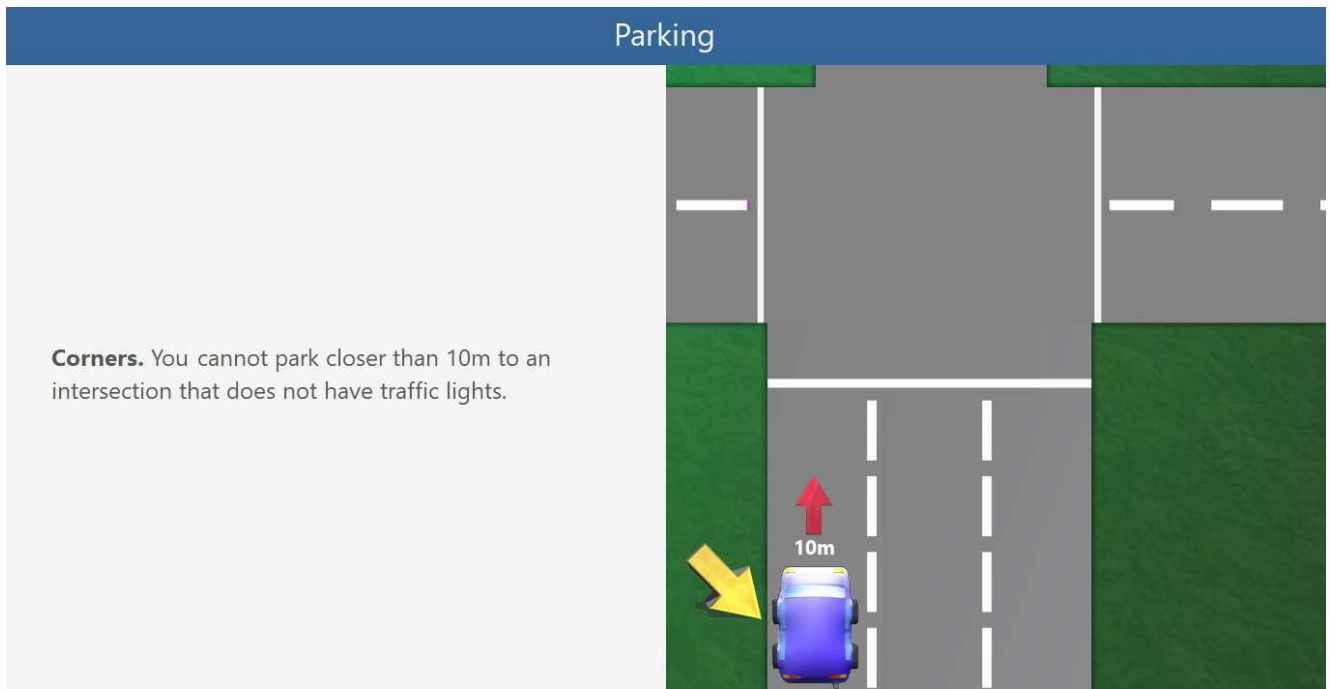 Parking
Corners. You cannot park closer than 10m to an
intersection that does not have traffic lights.
10m